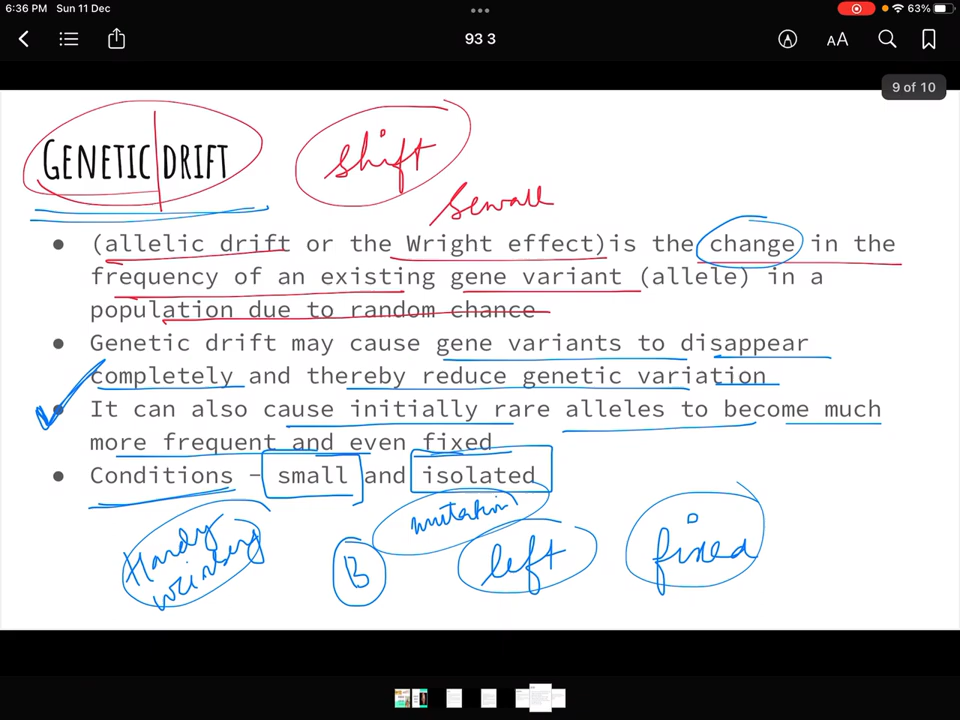 6:36 PM Sun 11 Dec
63%
93 3
AA
9 of 10
GENETIC DRIFT
shift
Sewall
● (allelic drift or the Wright effect)is the change in the
frequency of an existing gene variant (allele) in a
population due to random chance
● Genetic drift may cause gene variants to disappear
completely and thereby reduce genetic variation
● It can also cause initially rare alleles to become much
more frequent and even fixed
● Conditions - small and isolated
mutation
Hardy
weinberg
B
left
fixed